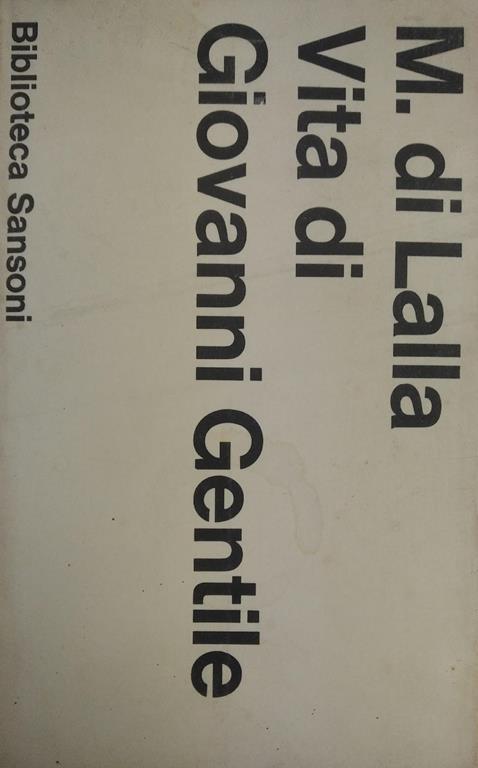 M. di Lalla
Vita di
Giovanni Gentile
Biblioteca Sansoni